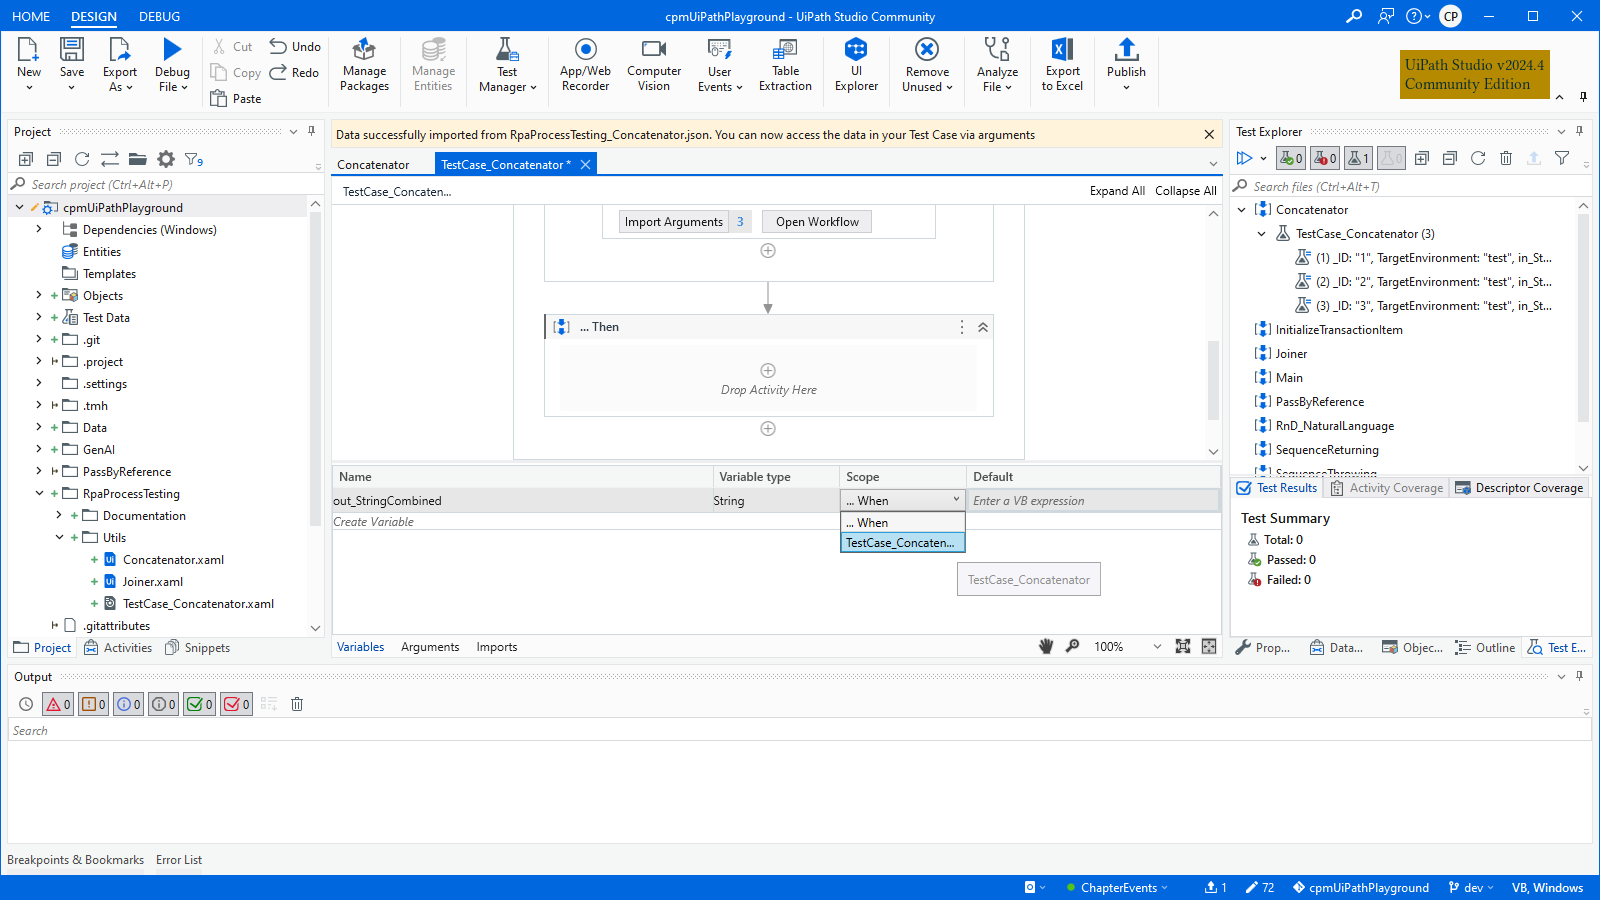 HOME DESIGN DEBUG
cpmUiPathPlayground - UiPath Studio Community
CP
New
Save
Export As
Debug File
Cut
Copy
Paste
Undo
Redo
Manage Packages
Manage Entities
Test Manager
App/Web Recorder
Computer Vision
User Events
Table Extraction
UI Explorer
Remove Unused
Analyze File
Export to Excel
Publish
UiPath Studio v2024.4
Community Edition
Project
9
Search project (Ctrl+Alt+P)
cpmUiPathPlayground
Dependencies (Windows)
Entities
Templates
Objects
Test Data
.git
.project
.settings
.tmh
Data
GenAI
PassByReference
RpaProcessTesting
Documentation
Utils
Concatenator.xaml
Joiner.xaml
TestCase_Concatenator.xaml
.gitattributes
Project Activities Snippets
Data successfully imported from RpaProcessTesting_Concatenator.json. You can now access the data in your Test Case via arguments
Concatenator TestCase_Concatenator *
TestCase_Concaten...
Expand All Collapse All
Import Arguments 3 Open Workflow
... Then
Drop Activity Here
Name Variable type Scope Default
out_StringCombined String ... When Enter a VB expression
Create Variable
... When
TestCase_Concaten...
TestCase_Concatenator
Variables Arguments Imports
100%
Test Explorer
0 0 1 0
Search files (Ctrl+Alt+T)
Concatenator
TestCase_Concatenator (3)
(1) _ID: "1", TargetEnvironment: "test", in_St...
(2) _ID: "2", TargetEnvironment: "test", in_St...
(3) _ID: "3", TargetEnvironment: "test", in_St...
InitializeTransactionItem
Joiner
Main
PassByReference
RnD_NaturalLanguage
SequenceReturning
SequenceThrowing
Test Results Activity Coverage Descriptor Coverage
Test Summary
Total: 0
Passed: 0
Failed: 0
Prop... Data... Objec... Outline Test E...
Output
0 0 0 0 0 0
Search
Breakpoints & Bookmarks Error List
ChapterEvents 1 72 cpmUiPathPlayground dev VB, Windows